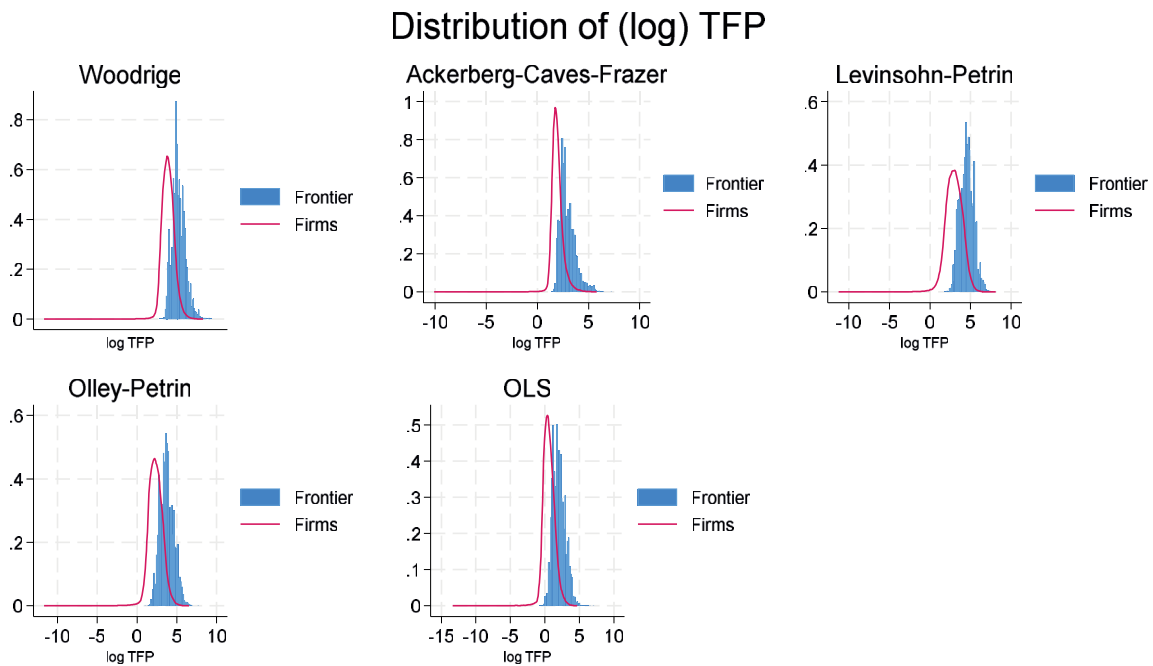 Distribution of (log) TFP
Woodrige
.8
.6
.4
.2
0
log TFP
Frontier
Firms
Ackerberg-Caves-Frazer
1
.8
.6
.4
.2
0
-10 -5 0 5 10
log TFP
Frontier
Firms
Levinsohn-Petrin
.6
.4
.2
0
-10 -5 0 5 10
log TFP
Frontier
Firms
Olley-Petrin
.6
.4
.2
0
-10 -5 0 5 10
log TFP
Frontier
Firms
OLS
.5
.4
.3
.2
.1
0
-15 -10 -5 0 5 10
log TFP
Frontier
Firms